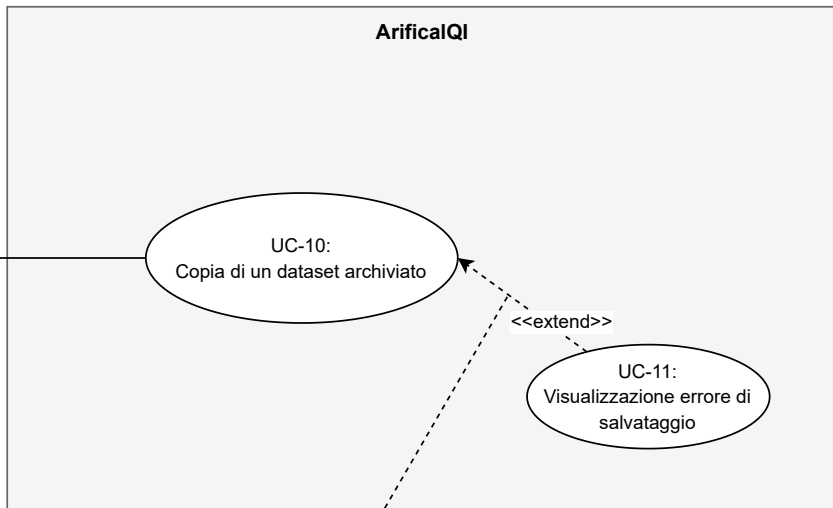 ArificalQI
UC-10:
Copia di un dataset archiviato
<<extend>>
UC-11:
Visualizzazione errore di
salvataggio